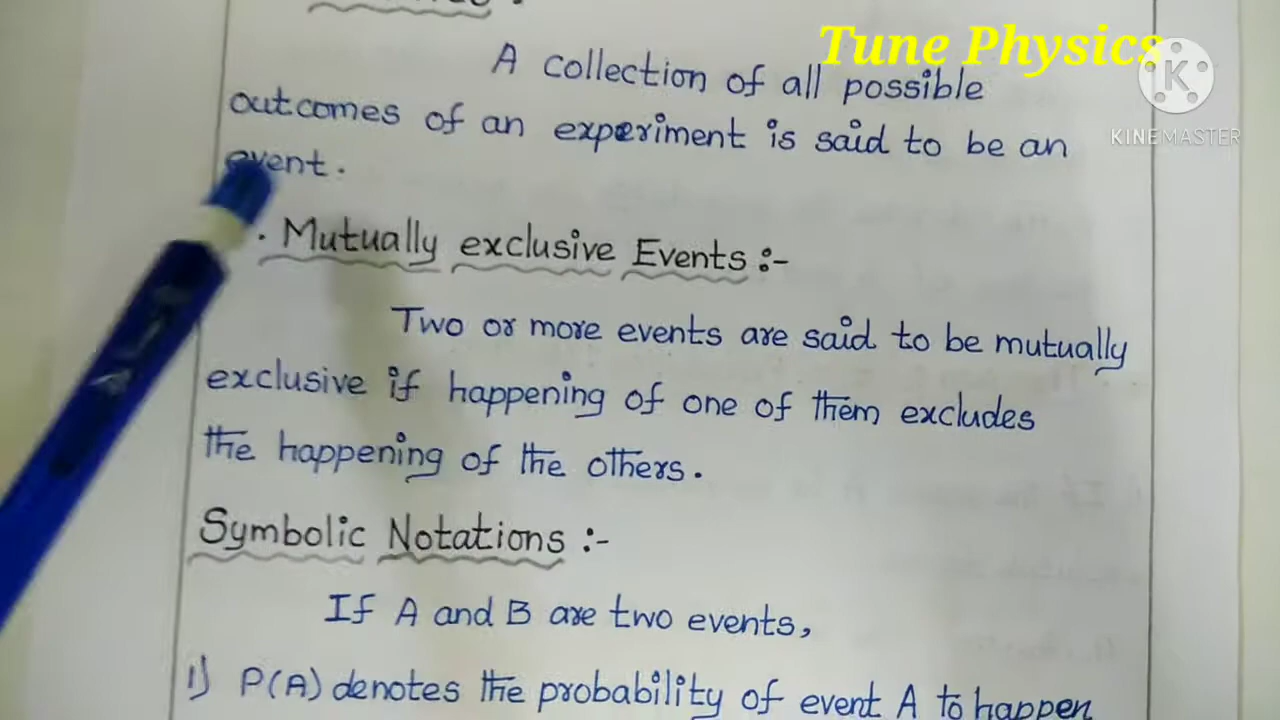 Tune Physics
KINEMASTER
A collection of all possible
outcomes of an experiment is said to be an
event.
Mutually exclusive Events :-
Two or more events are said to be mutually
exclusive if happening of one of them excludes
the happening of the others.
Symbolic Notations :-
If A and B are two events,
1) P(A) denotes the probability of event A to happen